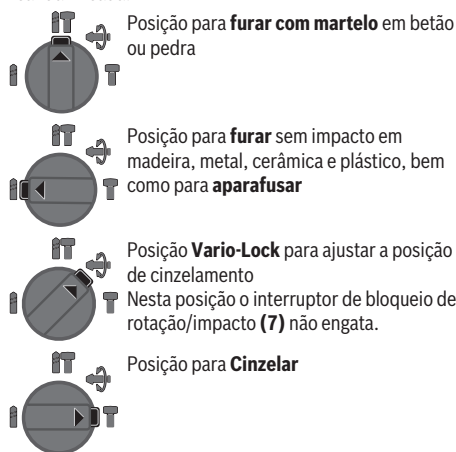 Posição para furar com martelo em betão
ou pedra
Posição para furar sem impacto em
madeira, metal, cerâmica e plástico, bem
como para aparafusar
Posição Vario-Lock para ajustar a posição
de cinzelamento
Nesta posição o interruptor de bloqueio de
rotação/impacto (7) não engata.
Posição para Cinzelar